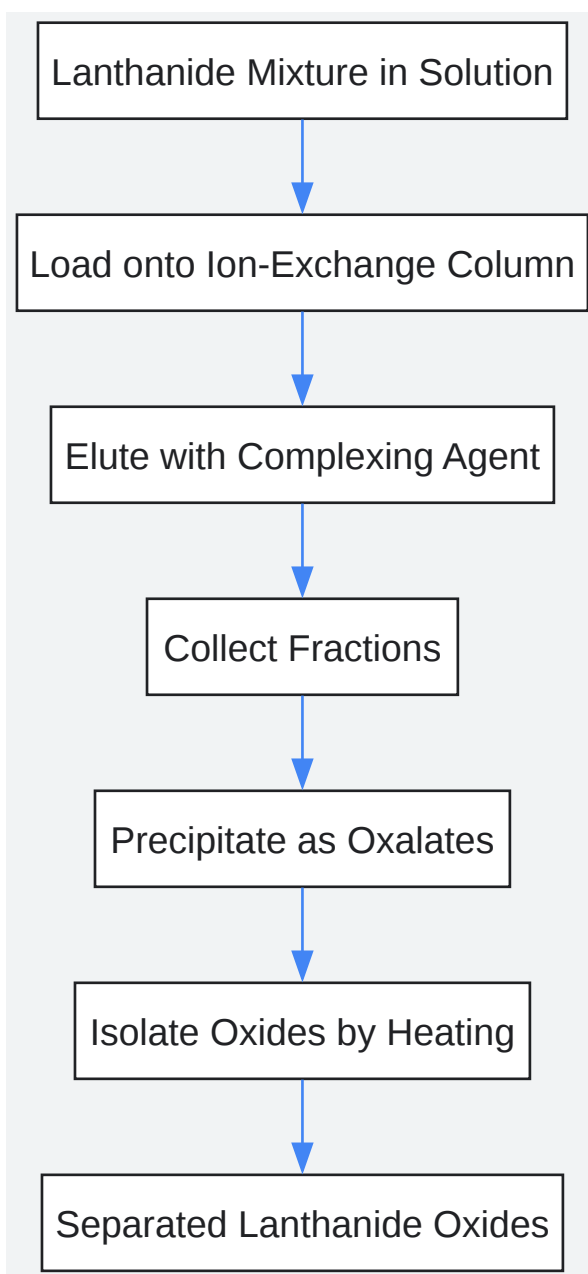 Lanthanide Mixture in Solution
Load onto Ion-Exchange Column
Elute with Complexing Agent
Collect Fractions
Precipitate as Oxalates
Isolate Oxides by Heating
Separated Lanthanide Oxides